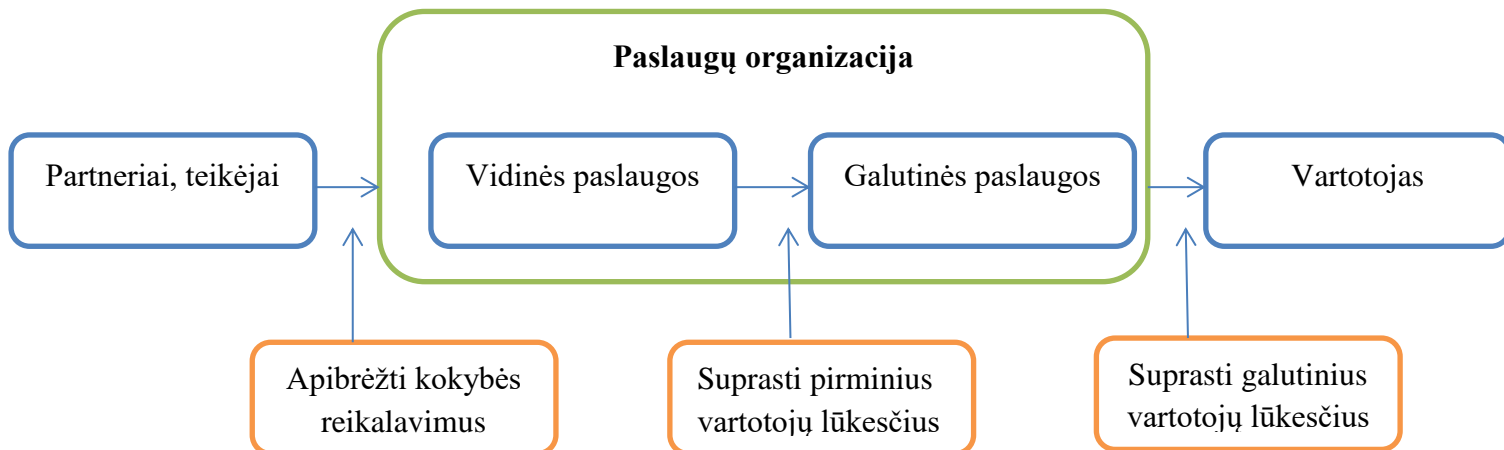 Paslaugų organizacija
Partneriai, teikėjai
Vidinės paslaugos
Galutinės paslaugos
Vartotojas
Apibrėžti kokybės
reikalavimus
Suprasti pirminius
vartotojų lūkesčius
Suprasti galutinius
vartotojų lūkesčius